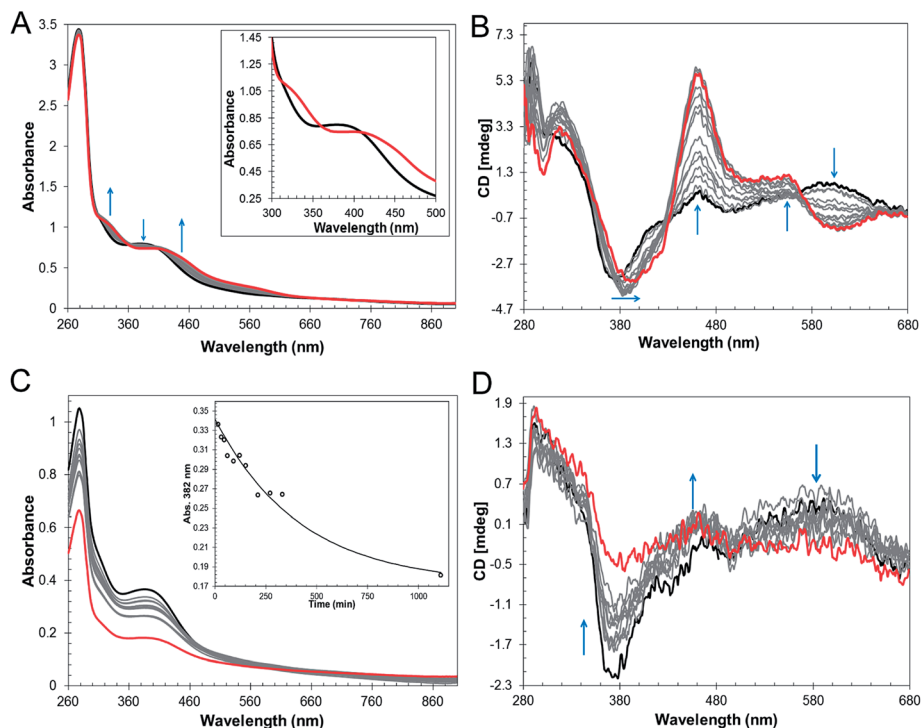 A
3.5
3
2.5
2
1.5
1
0.5
0
Absorbance
260 360 460 560 660 760 860
Wavelength (nm)
1.45
1.25
1.05
0.85
0.65
0.45
0.25
Absorbance
300 350 400 450 500
Wavelength (nm)
B
7.3
5.3
3.3
1.3
-0.7
-2.7
-4.7
CD [mdeg]
280 380 480 580 680
Wavelength (nm)
C
1
0.8
0.6
0.4
0.2
0
Absorbance
260 360 460 560 660 760 860
Wavelength (nm)
0.35
0.33
0.31
0.29
0.27
0.25
0.23
0.21
0.19
0.17
Abs. 382 nm
0 250 500 750 1000
Time (min)
D
1.9
1.3
0.7
0.1
-0.5
-1.1
-1.7
-2.3
CD [mdeg]
280 380 480 580 680
Wavelength (nm)